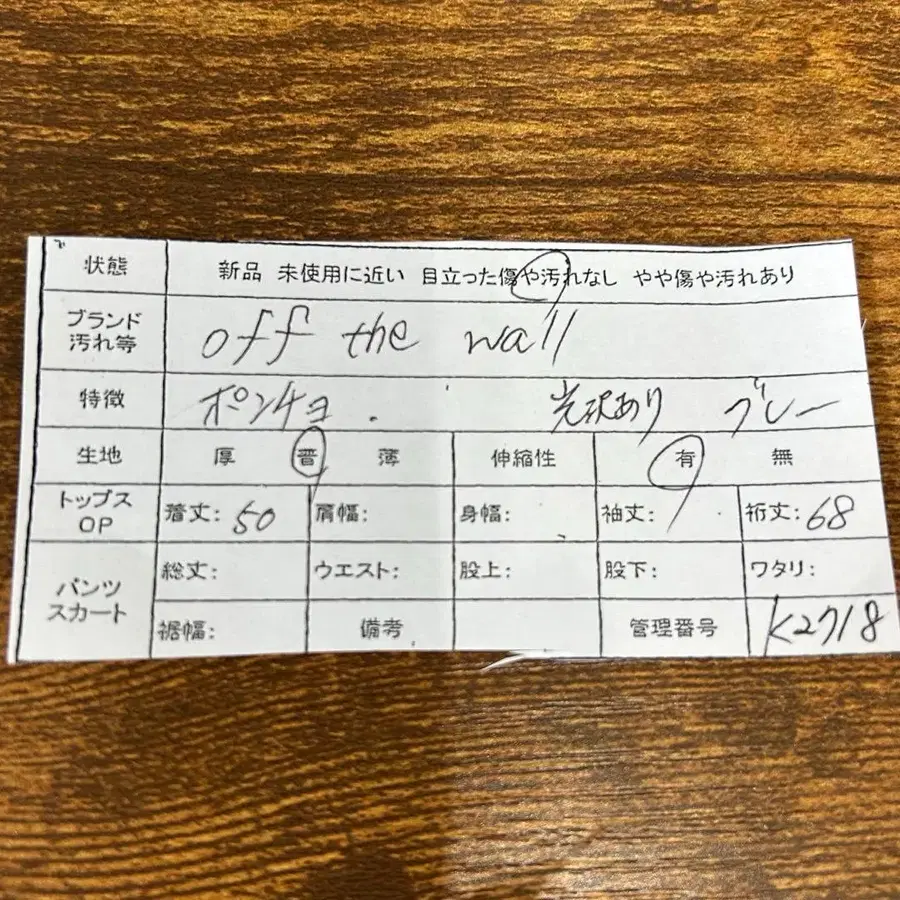 状態 新品 未使用に近い 目立った傷や汚れなし やや傷や汚れあり
ブランド
汚れ等 off the wall
特徴 ポンチョ. 光沢あり グレー
生地 厚 普 薄 伸縮性 有 無
トップス
OP 着丈: 50 肩幅: 身幅: 袖丈: 裄丈: 68
パンツ
スカート 総丈: ウエスト: 股上: 股下: ワタリ:
裾幅: 備考 管理番号 K2718